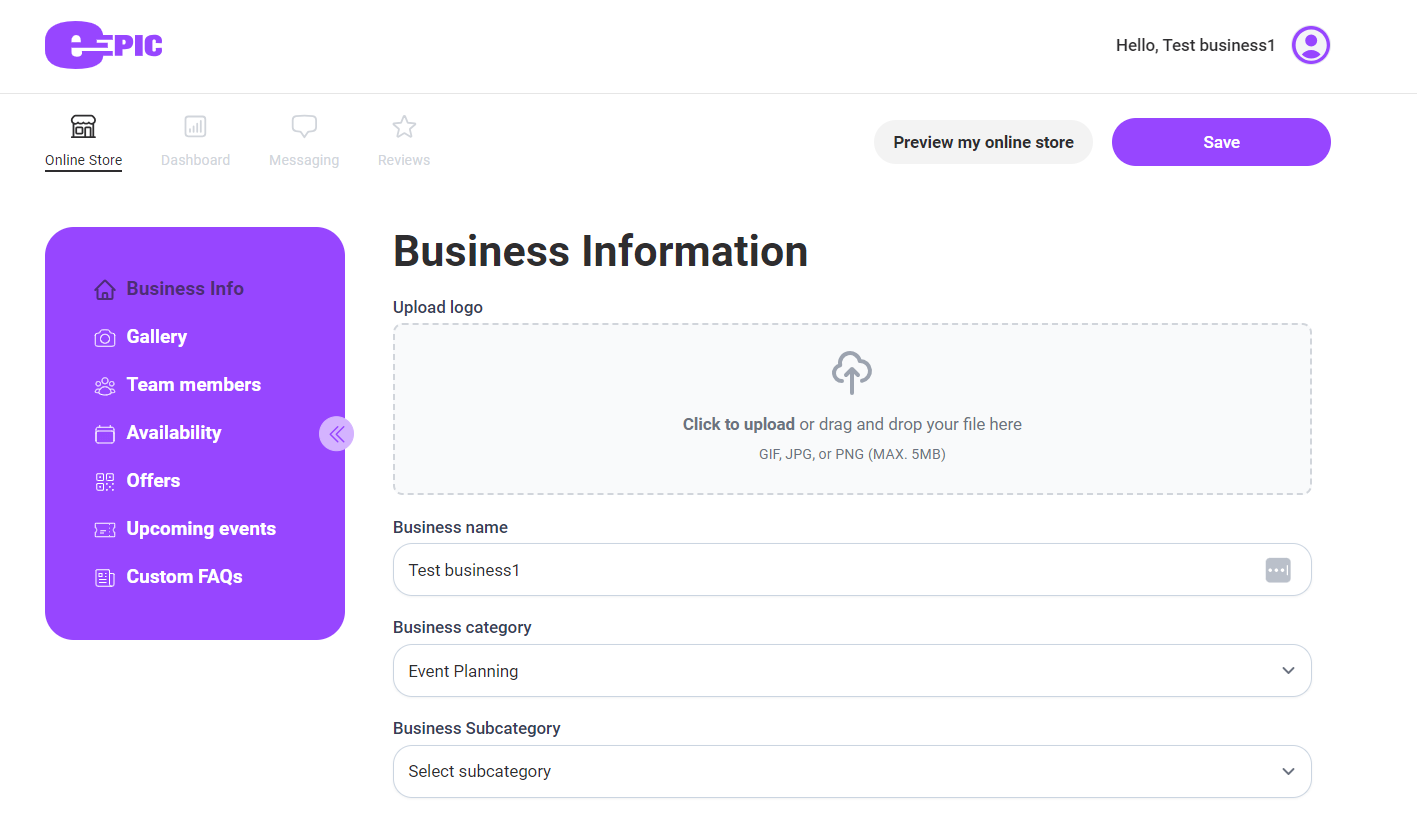 ePIC
Hello, Test business1
Online Store
Dashboard
Messaging
Reviews
Preview my online store
Save
Business Info
Gallery
Team members
Availability
Offers
Upcoming events
Custom FAQs
Business Information
Upload logo
Click to upload or drag and drop your file here
GIF, JPG, or PNG (MAX. 5MB)
Business name
Test business1
Business category
Event Planning
Business Subcategory
Select subcategory